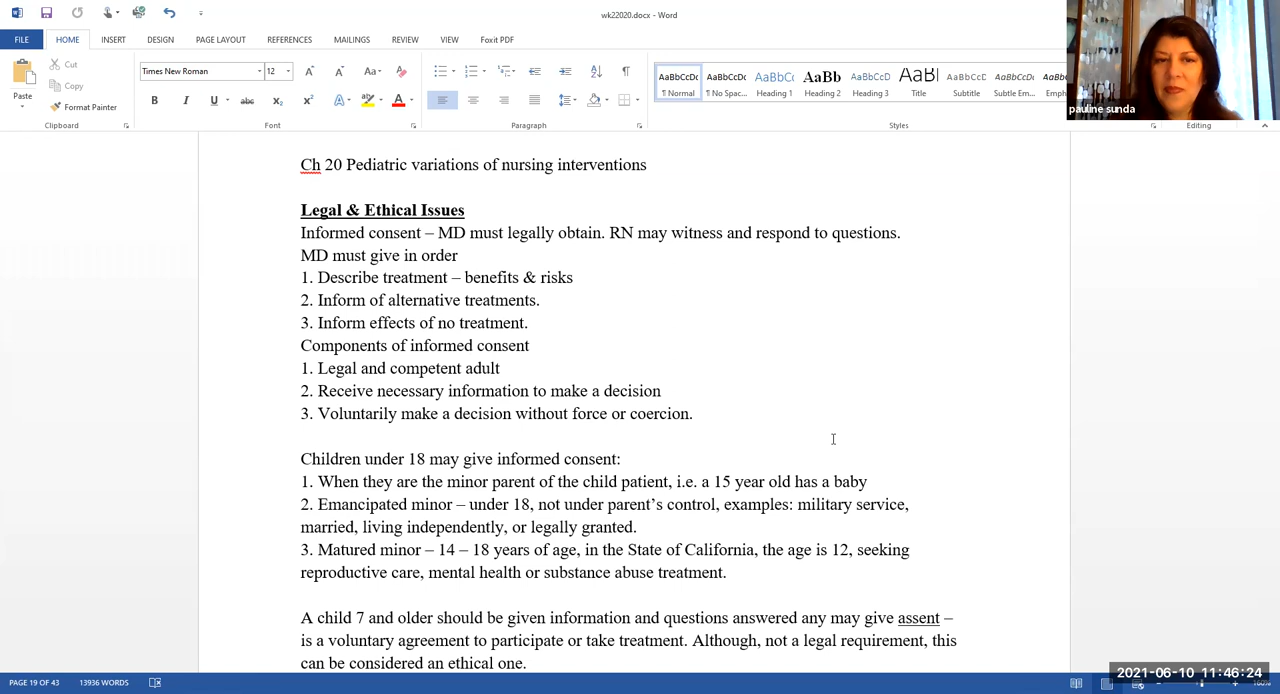 wk22020.docx - Word
FILE HOME INSERT DESIGN PAGE LAYOUT REFERENCES MAILINGS REVIEW VIEW Foxit PDF
Paste
Cut
Copy
Format Painter
Times New Roman 12
AaBbCcDc AaBbCcDc AaBbCc AaBb AaBbCcD AaB AaBbCcD AaBbCcDc AaBb
¶ Normal ¶ No Spac... Heading 1 Heading 2 Heading 3 Title Subtitle Subtle Em... Emph
Clipboard Font Paragraph Styles Editing
pauline sunda
Ch 20 Pediatric variations of nursing interventions
Legal & Ethical Issues
Informed consent – MD must legally obtain. RN may witness and respond to questions.
MD must give in order
1. Describe treatment – benefits & risks
2. Inform of alternative treatments.
3. Inform effects of no treatment.
Components of informed consent
1. Legal and competent adult
2. Receive necessary information to make a decision
3. Voluntarily make a decision without force or coercion.
Children under 18 may give informed consent:
1. When they are the minor parent of the child patient, i.e. a 15 year old has a baby
2. Emancipated minor – under 18, not under parent’s control, examples: military service,
married, living independently, or legally granted.
3. Matured minor – 14 – 18 years of age, in the State of California, the age is 12, seeking
reproductive care, mental health or substance abuse treatment.
A child 7 and older should be given information and questions answered any may give assent –
is a voluntary agreement to participate or take treatment. Although, not a legal requirement, this
can be considered an ethical one.
PAGE 19 OF 43 13936 WORDS
2021-06-10 11:46:24